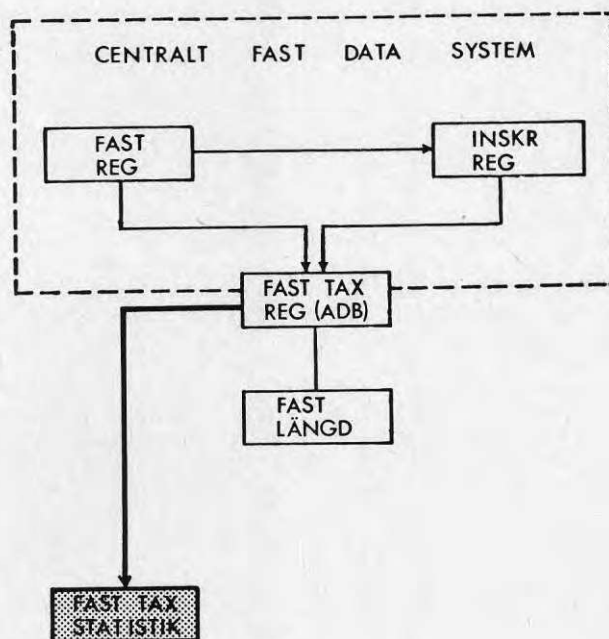 CENTRALT FAST DATA SYSTEM
FAST
REG
INSKR
REG
FAST TAX
REG (ADB)
FAST
LÄNGD
FAST TAX
STATISTIK